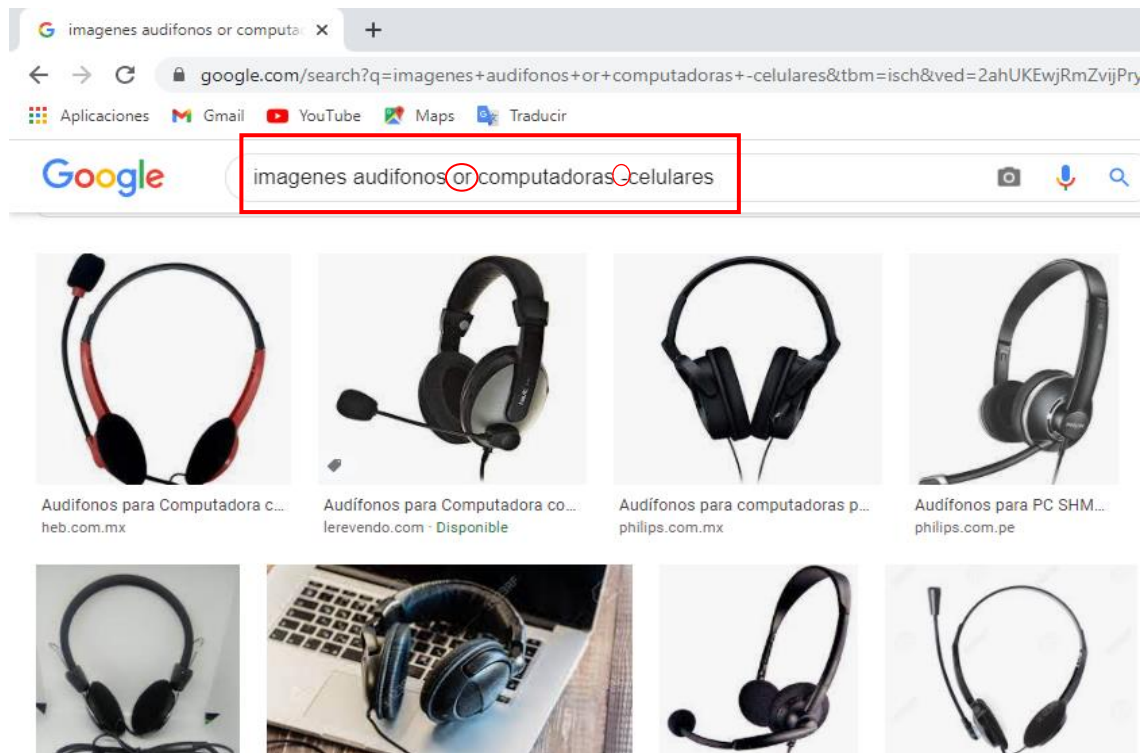 imagenes audifonos or computac
google.com/search?q=imagenes+audifonos+or+computadoras+-celulares&tbm=isch&ved=2ahUKEwjRmZvijPry
Aplicaciones Gmail YouTube Maps Traducir
Google imagenes audifonos or computadoras -celulares
Audifonos para Computadora c...
heb.com.mx
Audífonos para Computadora co...
lerevendo.com · Disponible
Audífonos para computadoras p...
philips.com.mx
Audífonos para PC SHM...
philips.com.pe